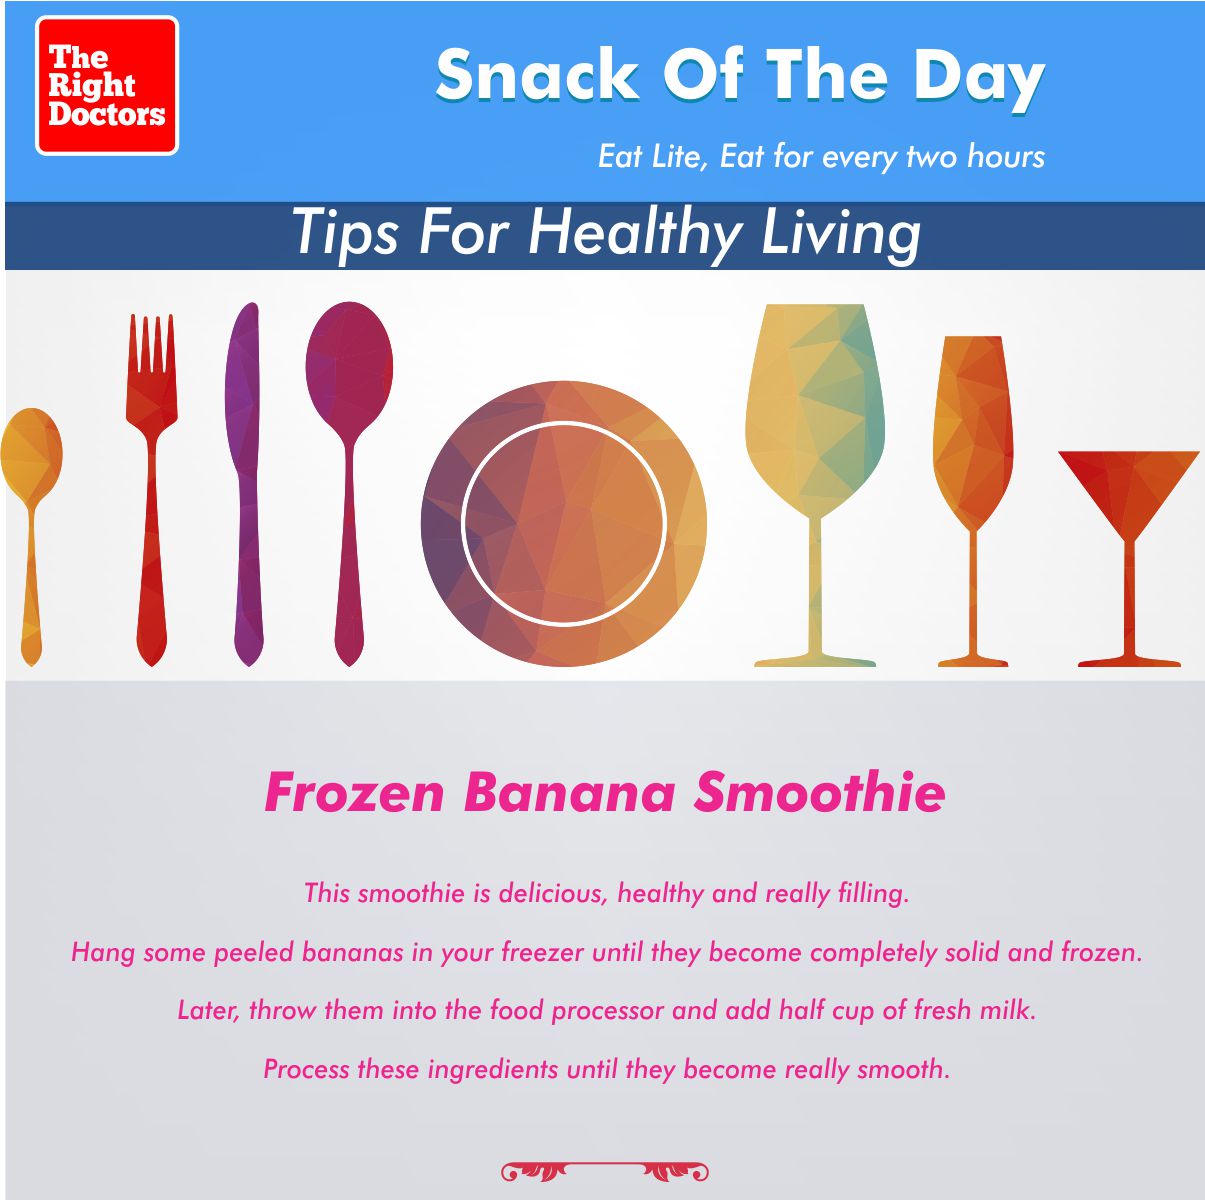 The
Right
Doctors
Snack Of The Day
Eat Lite, Eat for every two hours
Tips For Healthy Living
Frozen Banana Smoothie
This smoothie is delicious, healthy and really filling.
Hang some peeled bananas in your freezer until they become completely solid and frozen.
Later, throw them into the food processor and add half cup of fresh milk.
Process these ingredients until they become really smooth.